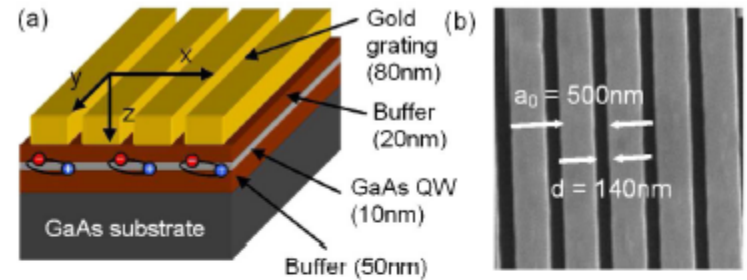 (a)
Gold
grating
(80nm)
x
y
z
Buffer
(20nm)
GaAs QW
(10nm)
GaAs substrate
Buffer (50nm)
(b)
a₀ = 500nm
d = 140nm